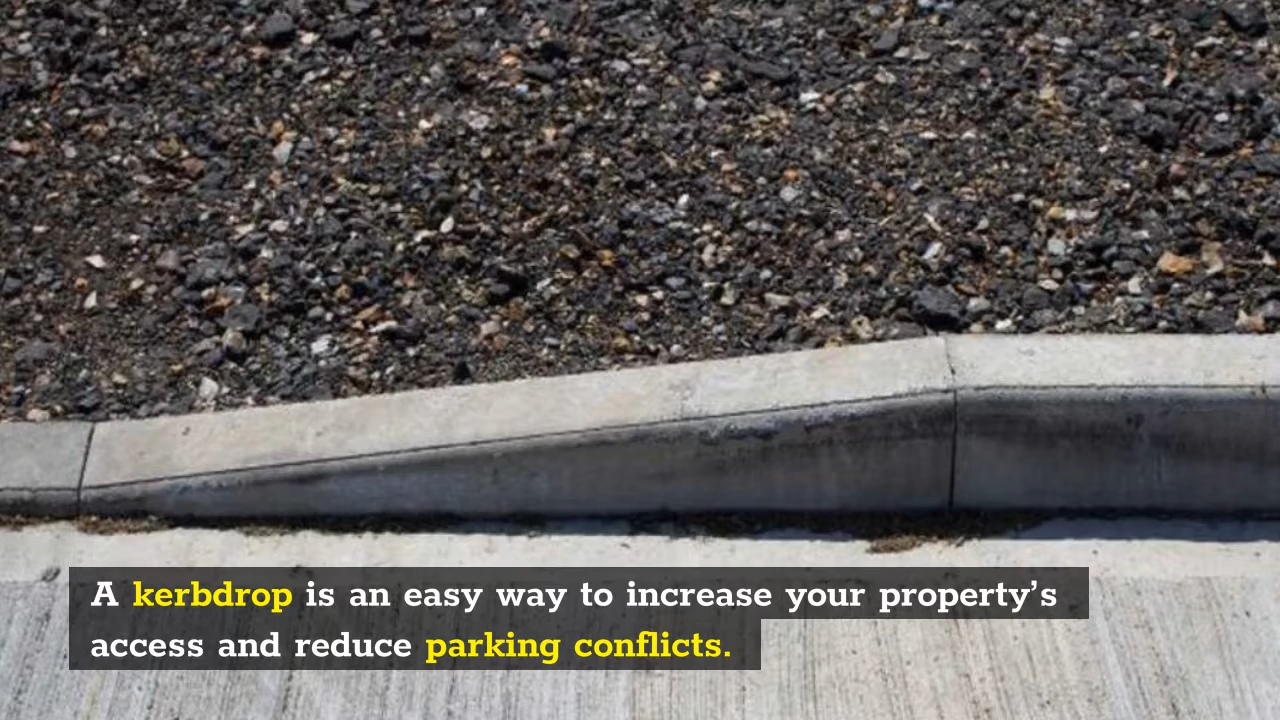 A kerbdrop is an easy way to increase your property’s
access and reduce parking conflicts.